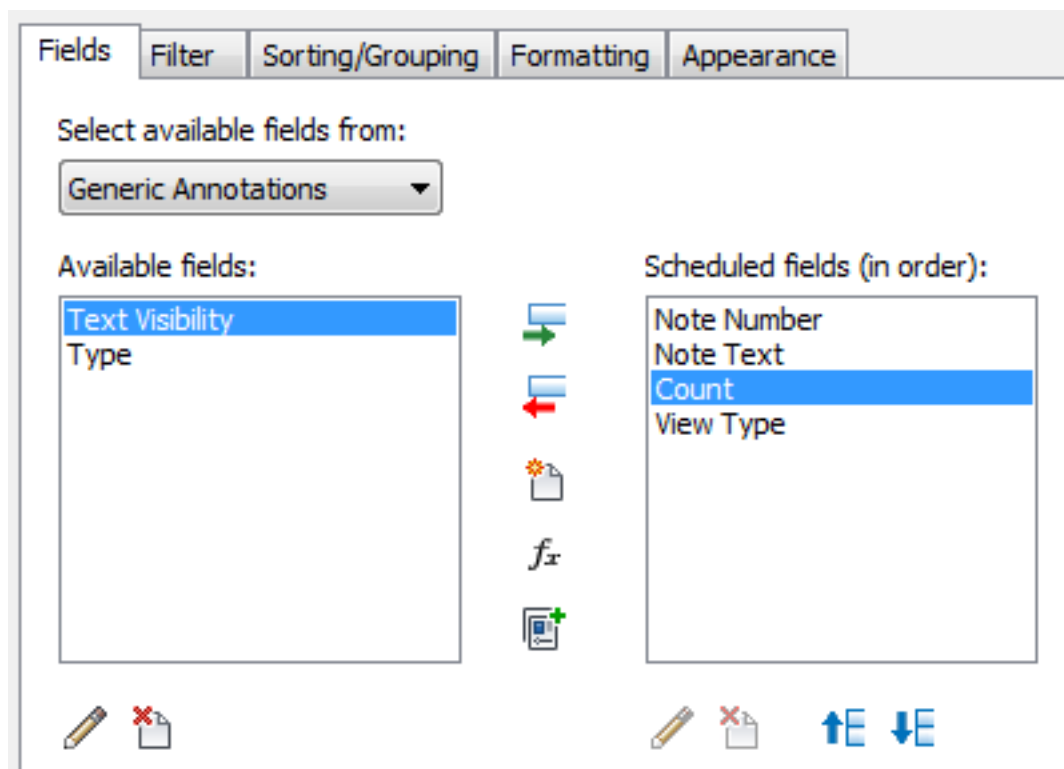 Fields Filter Sorting/Grouping Formatting Appearance
Select available fields from:
Generic Annotations
Available fields:
Text Visibility
Type
fx
Scheduled fields (in order):
Note Number
Note Text
Count
View Type